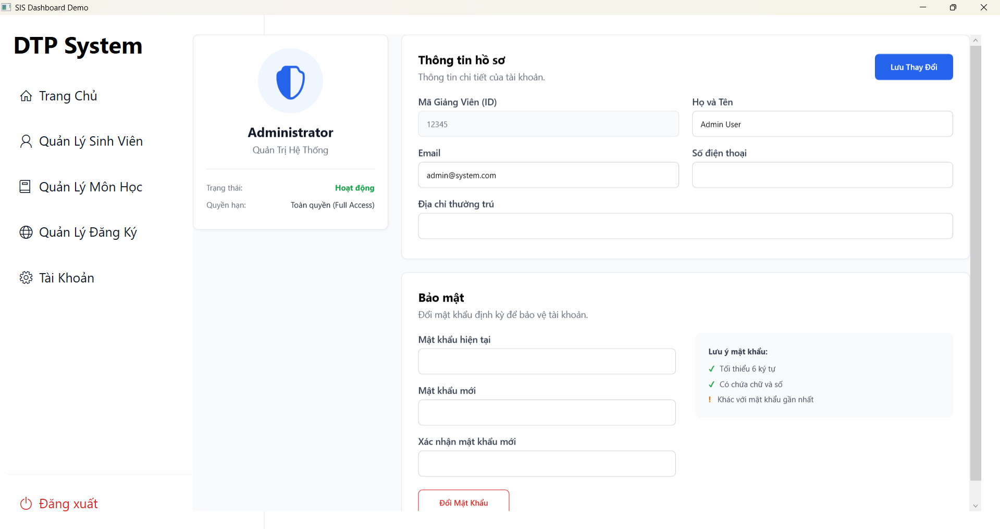 SIS Dashboard Demo
DTP System
Trang Chủ
Quản Lý Sinh Viên
Quản Lý Môn Học
Quản Lý Đăng Ký
Tài Khoản
Đăng xuất
Administrator
Quản Trị Hệ Thống
Trạng thái: Hoạt động
Quyền hạn: Toàn quyền (Full Access)
Thông tin hồ sơ
Thông tin chi tiết của tài khoản.
Lưu Thay Đổi
Mã Giảng Viên (ID)
12345
Họ và Tên
Admin User
Email
admin@system.com
Số điện thoại
Địa chỉ thường trú
Bảo mật
Đổi mật khẩu định kỳ để bảo vệ tài khoản.
Mật khẩu hiện tại
Mật khẩu mới
Xác nhận mật khẩu mới
Đổi Mật Khẩu
Lưu ý mật khẩu:
✓ Tối thiểu 6 ký tự
✓ Có chứa chữ và số
! Khác với mật khẩu gần nhất